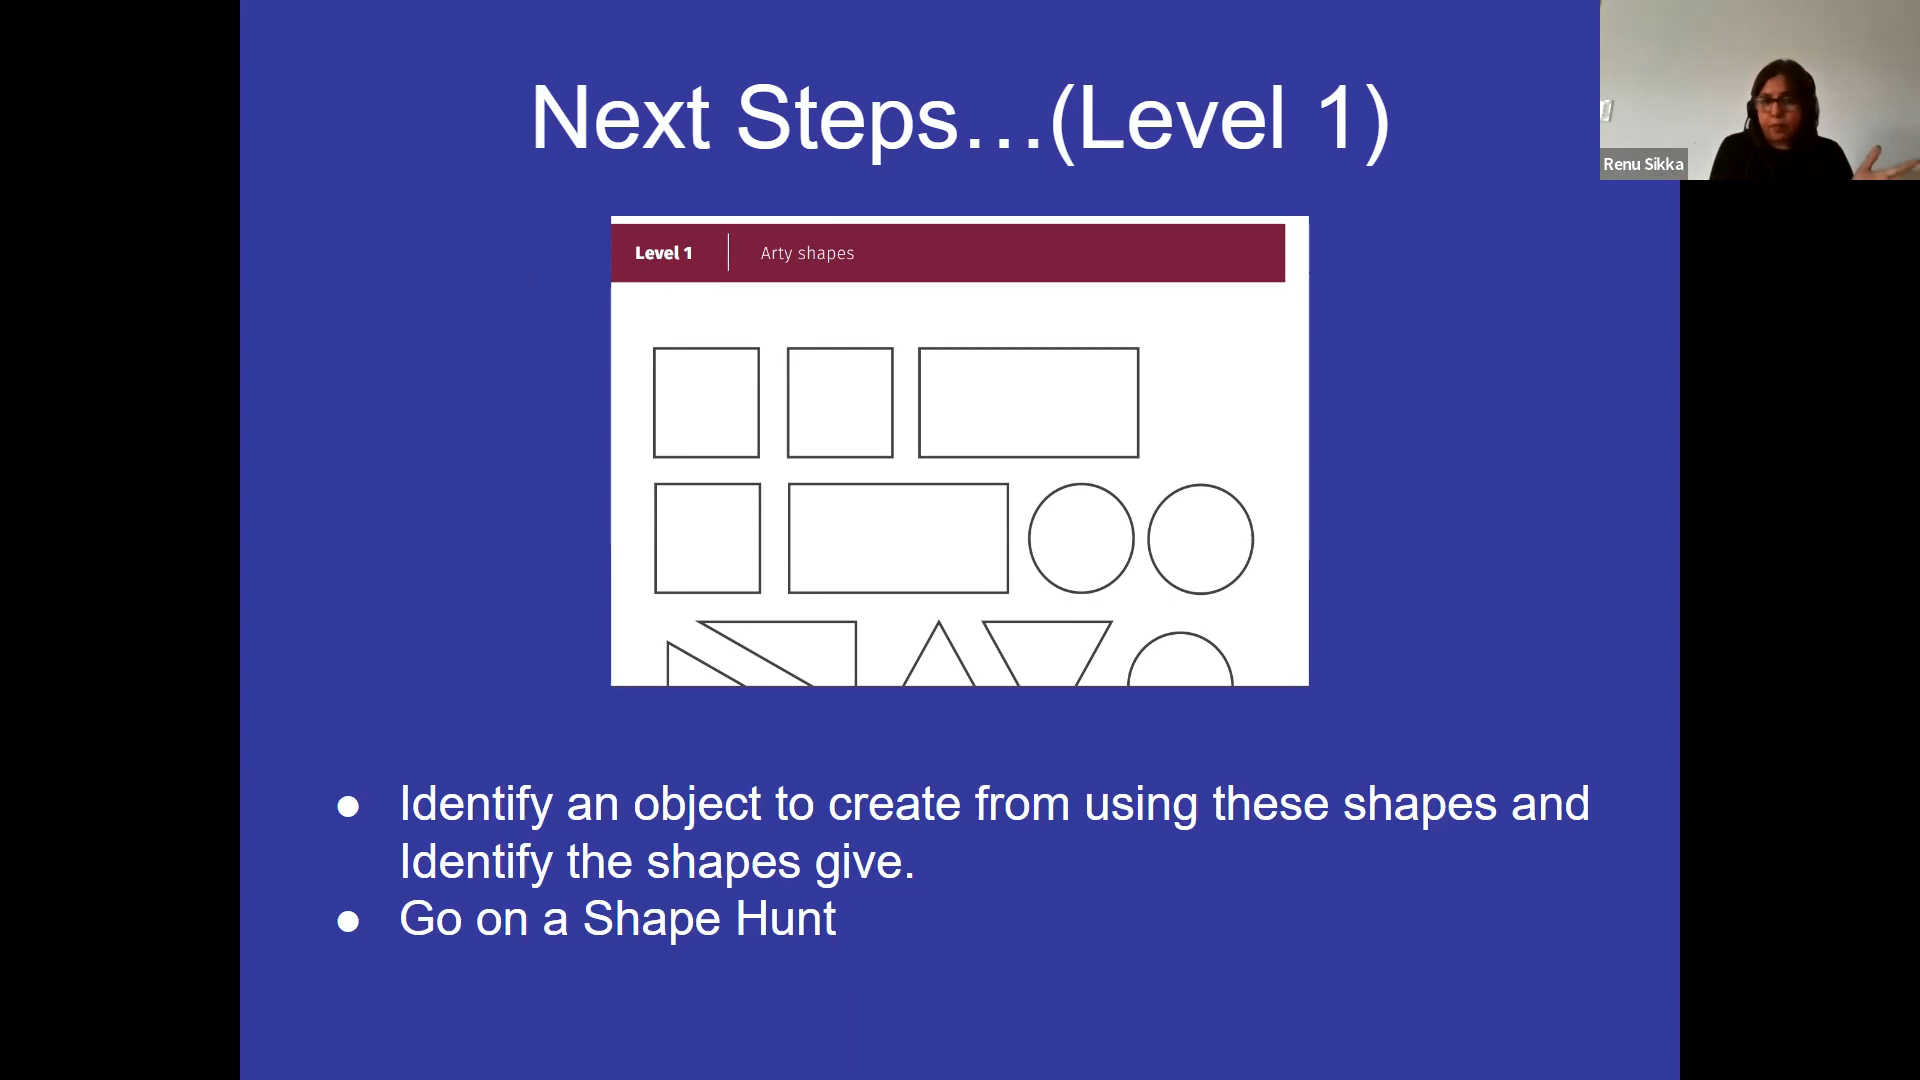 Next Steps…(Level 1)
Renu Sikka
Level 1 Arty shapes
● Identify an object to create from using these shapes and
Identify the shapes give.
● Go on a Shape Hunt